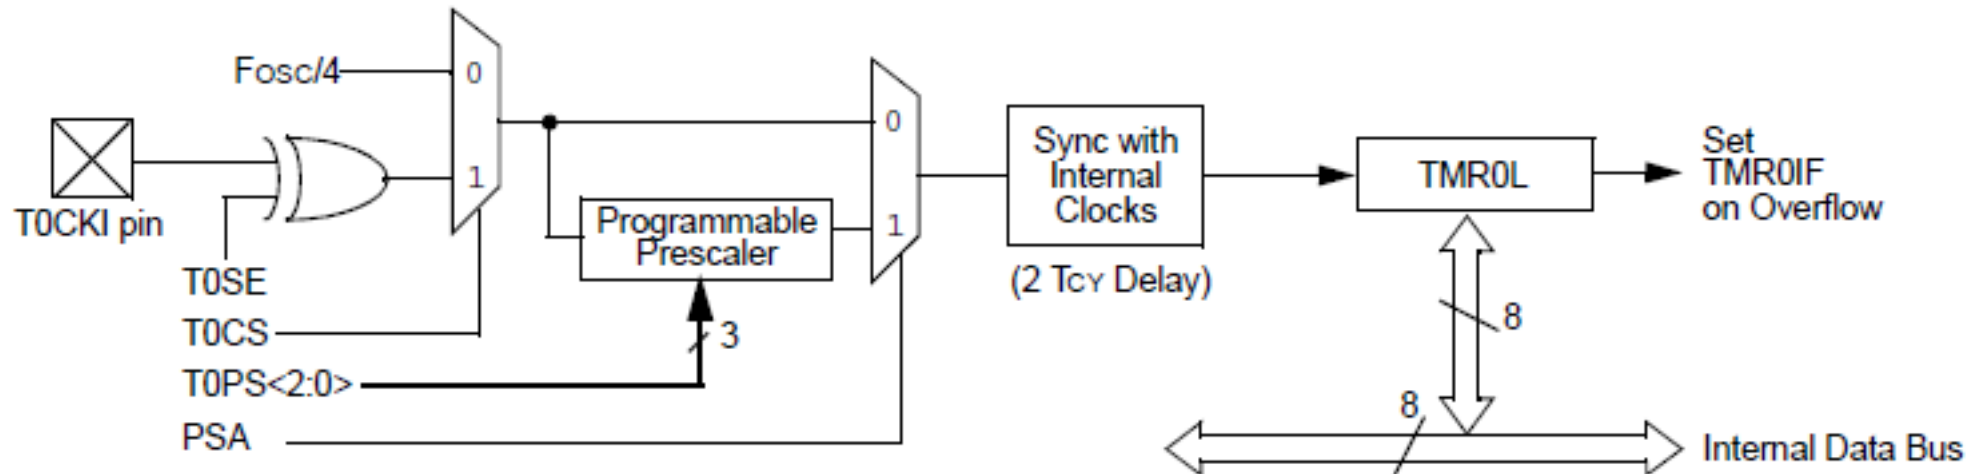 Fosc/4
0
1
T0CKI pin
T0SE
T0CS
T0PS<2:0>
PSA
Programmable
Prescaler
3
0
1
Sync with
Internal
Clocks
(2 TCY Delay)
TMR0L
Set
TMR0IF
on Overflow
8
8
Internal Data Bus